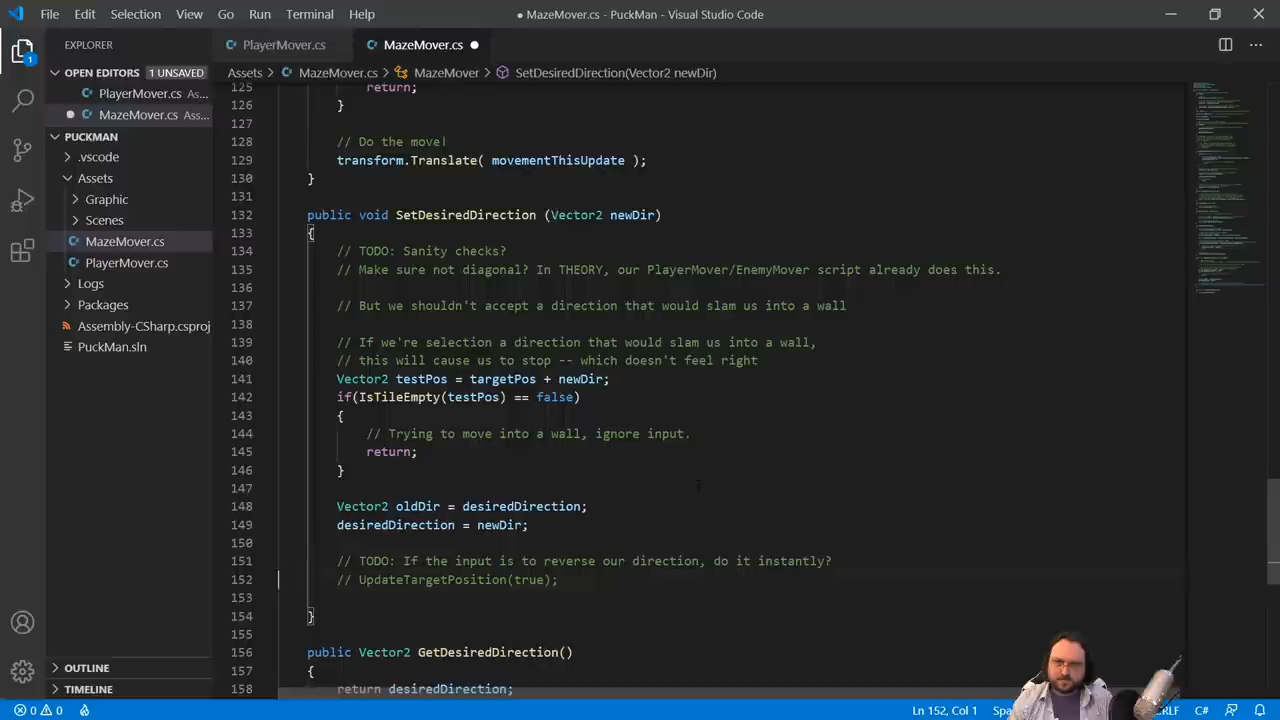 File Edit Selection View Go Run Terminal Help
● MazeMover.cs - PuckMan - Visual Studio Code
EXPLORER
PlayerMover.cs
MazeMover.cs ●
OPEN EDITORS 1 UNSAVED
Assets > MazeMover.cs > MazeMover > SetDesiredDirection(Vector2 newDir)
1
PlayerMover.cs As...
● MazeMover.cs Ass...
PUCKMAN
.vscode
Assets
Graphic
Scenes
MazeMover.cs
PlayerMover.cs
Logs
Packages
Assembly-CSharp.csproj
PuckMan.sln
OUTLINE
TIMELINE
125 return;
126 }
127
128 // Do the move!
129 transform.Translate( movementThisUpdate );
130 }
131
132 public void SetDesiredDirection (Vector2 newDir)
133 {
134 // TODO: Sanity checks?
135 // Make sure not diagonal? In THEORY, our PlayerMover/EnemyMover script already does this.
136
137 // But we shouldn't accept a direction that would slam us into a wall
138
139 // If we're selection a direction that would slam us into a wall,
140 // this will cause us to stop -- which doesn't feel right
141 Vector2 testPos = targetPos + newDir;
142 if(IsTileEmpty(testPos) == false)
143 {
144 // Trying to move into a wall, ignore input.
145 return;
146 }
147
148 Vector2 oldDir = desiredDirection;
149 desiredDirection = newDir;
150
151 // TODO: If the input is to reverse our direction, do it instantly?
152 // UpdateTargetPosition(true);
153
154 }
155
156 public Vector2 GetDesiredDirection()
157 {
158 return desiredDirection;
0 0 Ln 152, Col 1 Spa RLF C#